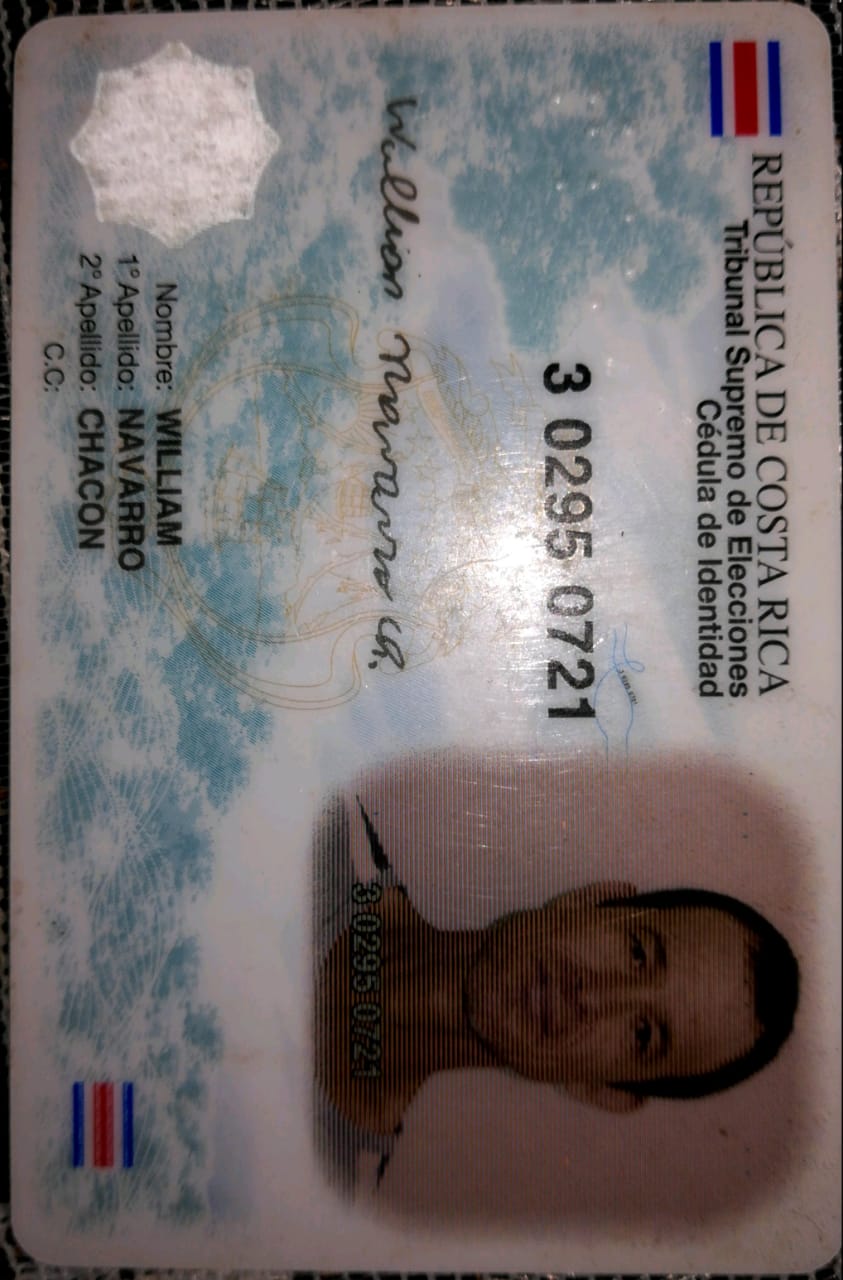 REPÚBLICA DE COSTA RICA
Tribunal Supremo de Elecciones
Cédula de Identidad
3 0295 0721
William Navarro Ch.
Nombre: WILLIAM
1° Apellido: NAVARRO
2° Apellido: CHACON
C.C:
3 0295 0721